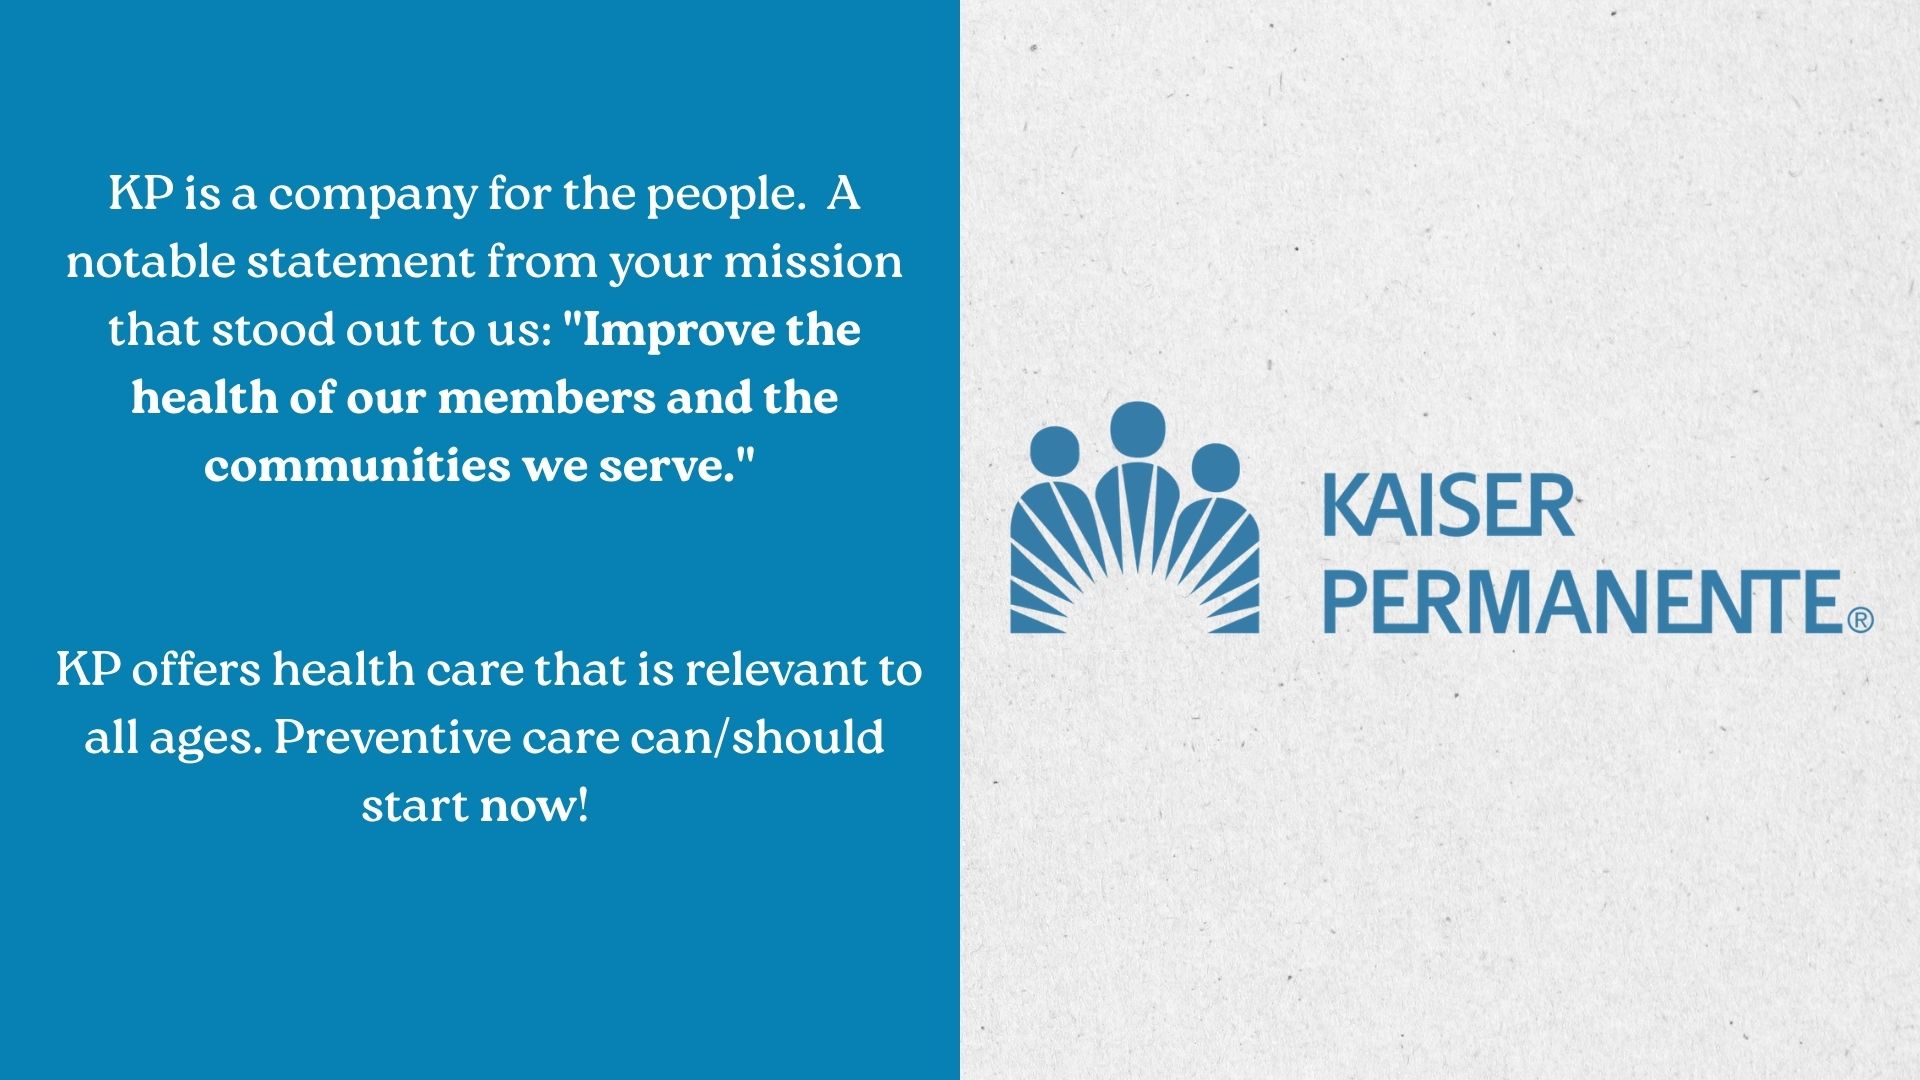 KP is a company for the people.  A
notable statement from your mission
that stood out to us: "Improve the
health of our members and the
communities we serve."
KP offers health care that is relevant to
all ages. Preventive care can/should
start now!
KAISER
PERMANENTE®